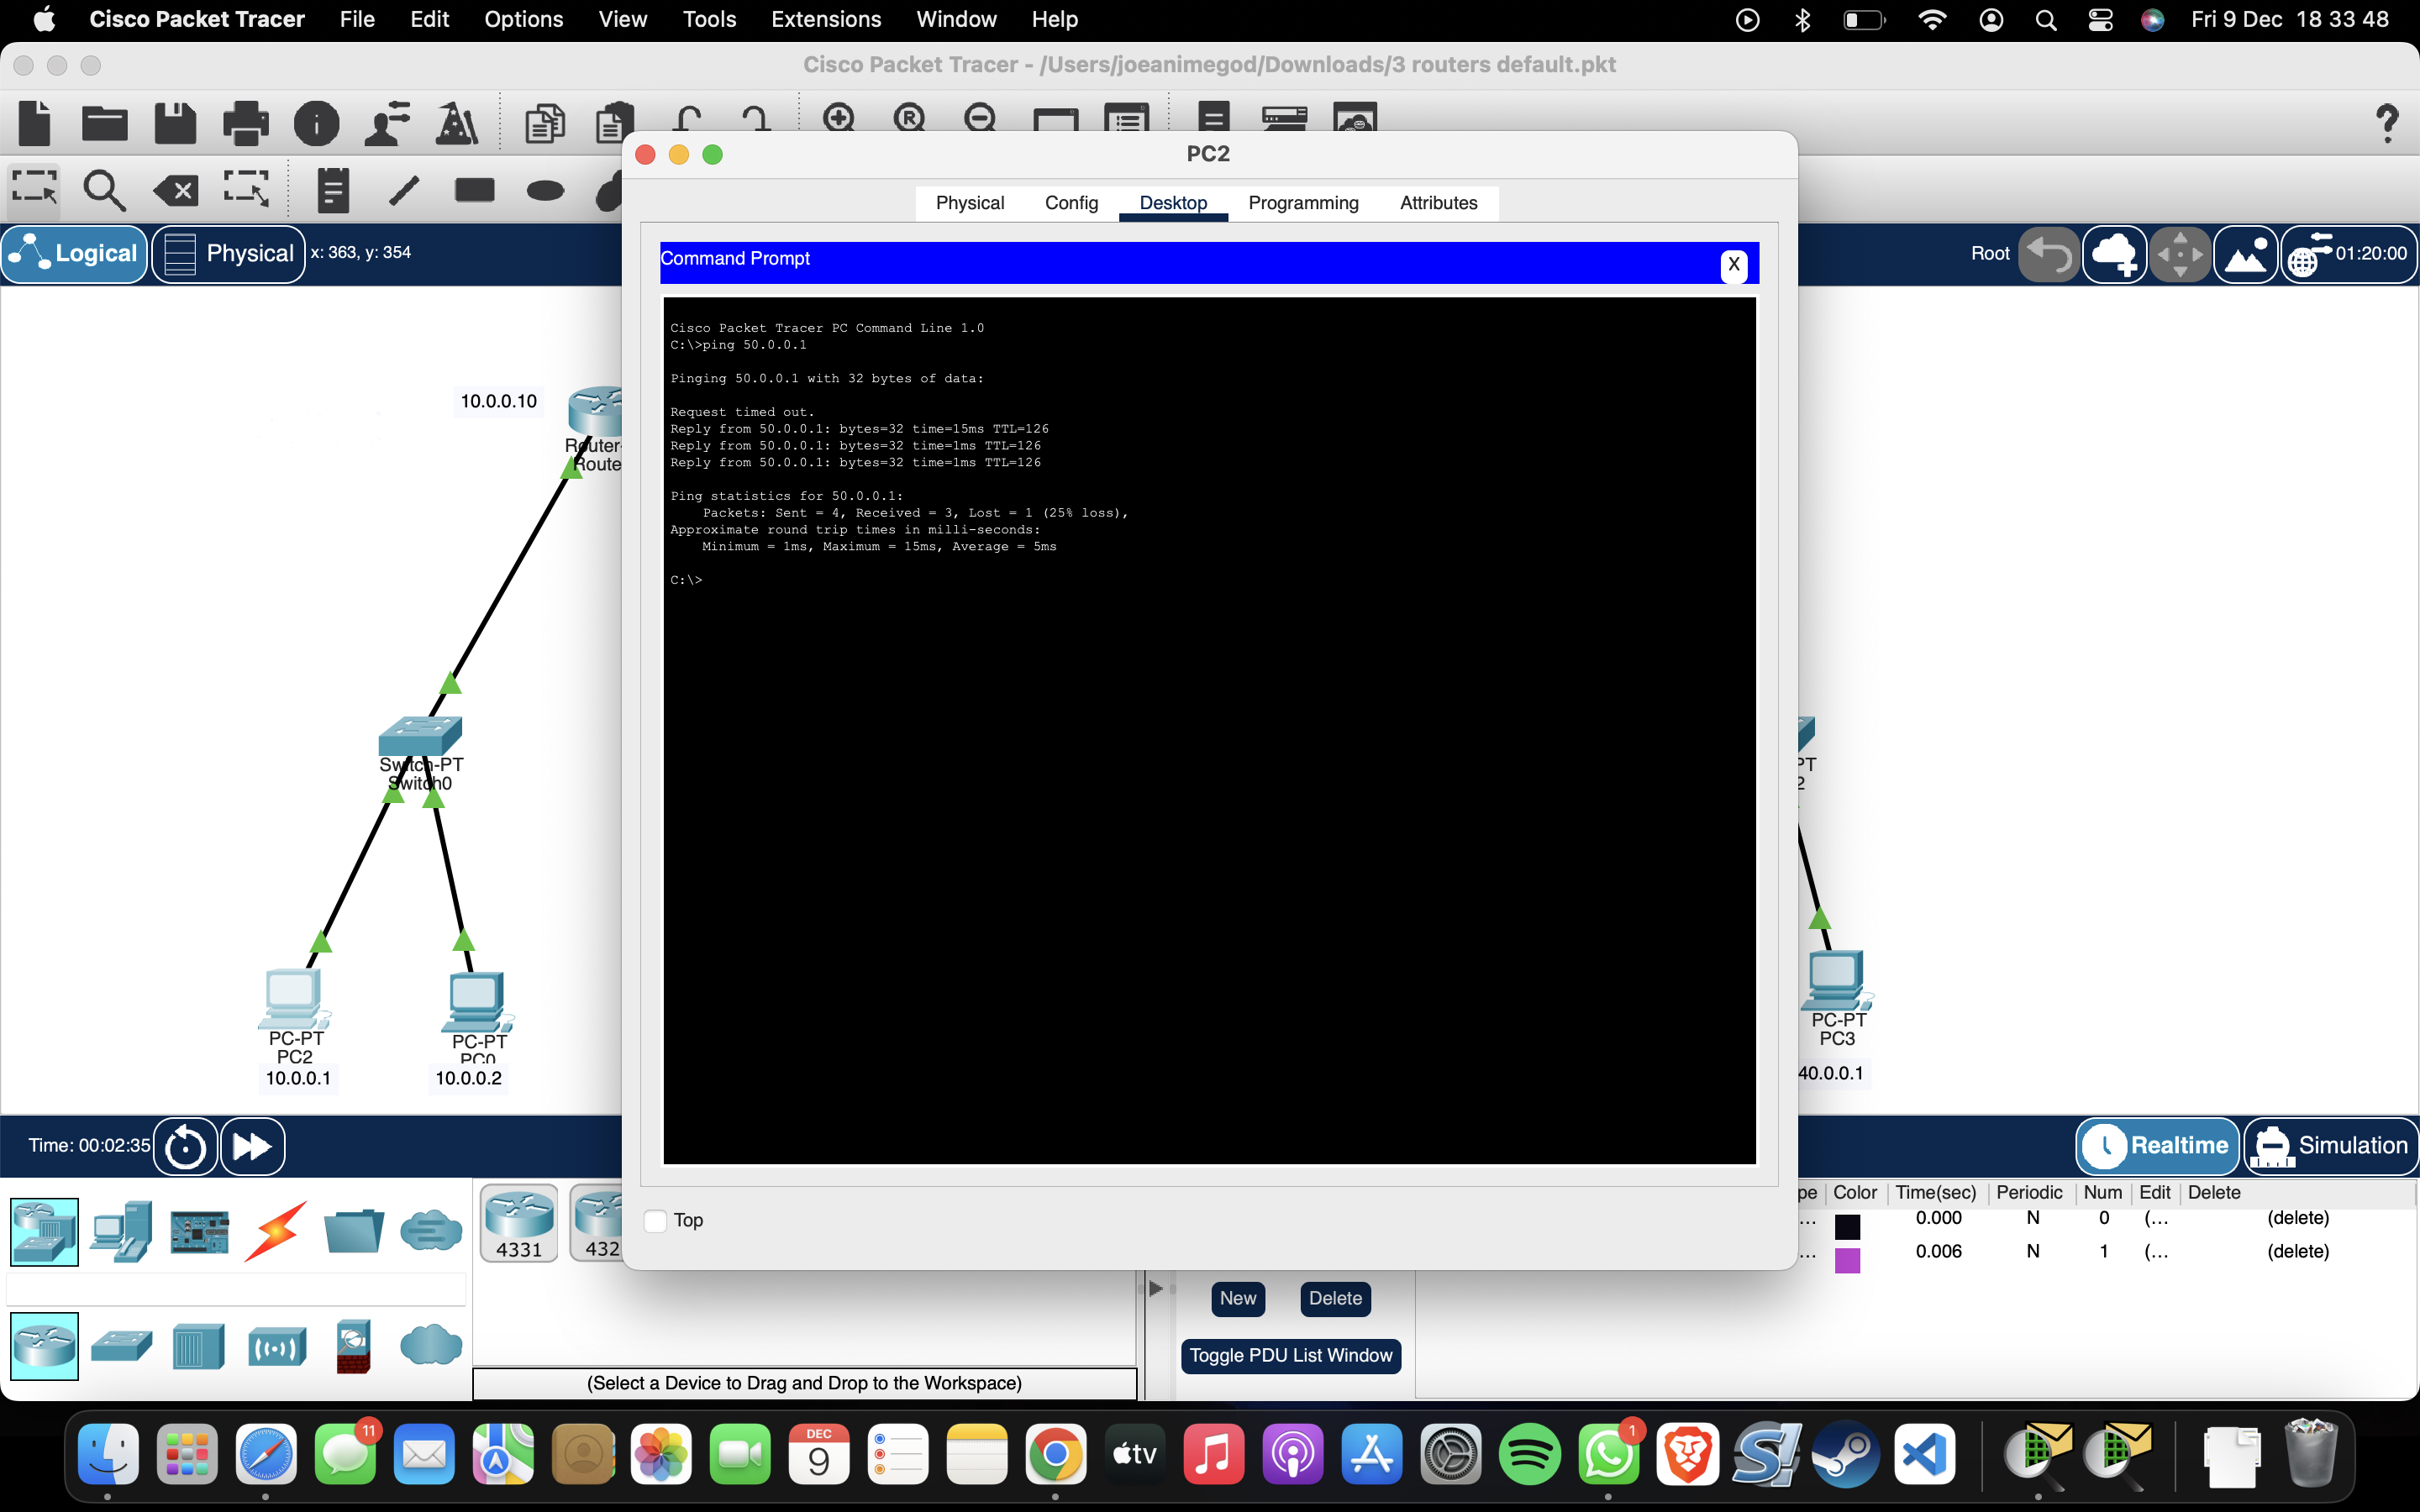 Cisco Packet Tracer File Edit Options View Tools Extensions Window Help Fri 9 Dec 18 33 48
Cisco Packet Tracer - /Users/joeanimegod/Downloads/3 routers default.pkt
PC2
Physical Config Desktop Programming Attributes
Logical Physical x: 363, y: 354 Root 01:20:00
Command Prompt X
Cisco Packet Tracer PC Command Line 1.0
C:\>ping 50.0.0.1
Pinging 50.0.0.1 with 32 bytes of data:
Request timed out.
Reply from 50.0.0.1: bytes=32 time=15ms TTL=126
Reply from 50.0.0.1: bytes=32 time=1ms TTL=126
Reply from 50.0.0.1: bytes=32 time=1ms TTL=126
Ping statistics for 50.0.0.1:
Packets: Sent = 4, Received = 3, Lost = 1 (25% loss),
Approximate round trip times in milli-seconds:
Minimum = 1ms, Maximum = 15ms, Average = 5ms
C:\>
10.0.0.10
Router-
Route
Switch-PT
Switch0
PT
2
PC-PT
PC2
10.0.0.1
PC-PT
PC0
10.0.0.2
PC-PT
PC3
40.0.0.1
Time: 00:02:35 Realtime Simulation
Top
4331 432
pe Color Time(sec) Periodic Num Edit Delete
... 0.000 N 0 (... (delete)
... 0.006 N 1 (... (delete)
New Delete
Toggle PDU List Window
(Select a Device to Drag and Drop to the Workspace)
11
DEC
9
tv
1